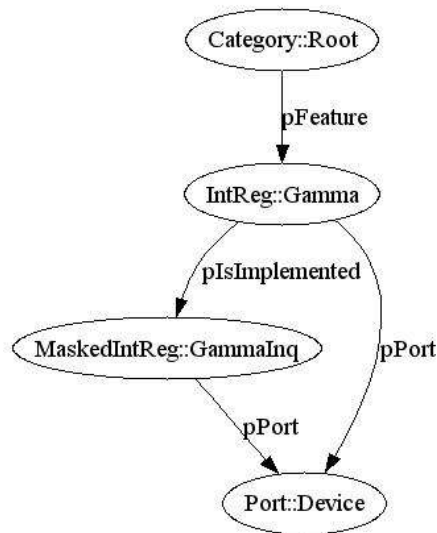 Category::Root
pFeature
IntReg::Gamma
pIsImplemented
MaskedIntReg::GammaInq
pPort
pPort
Port::Device